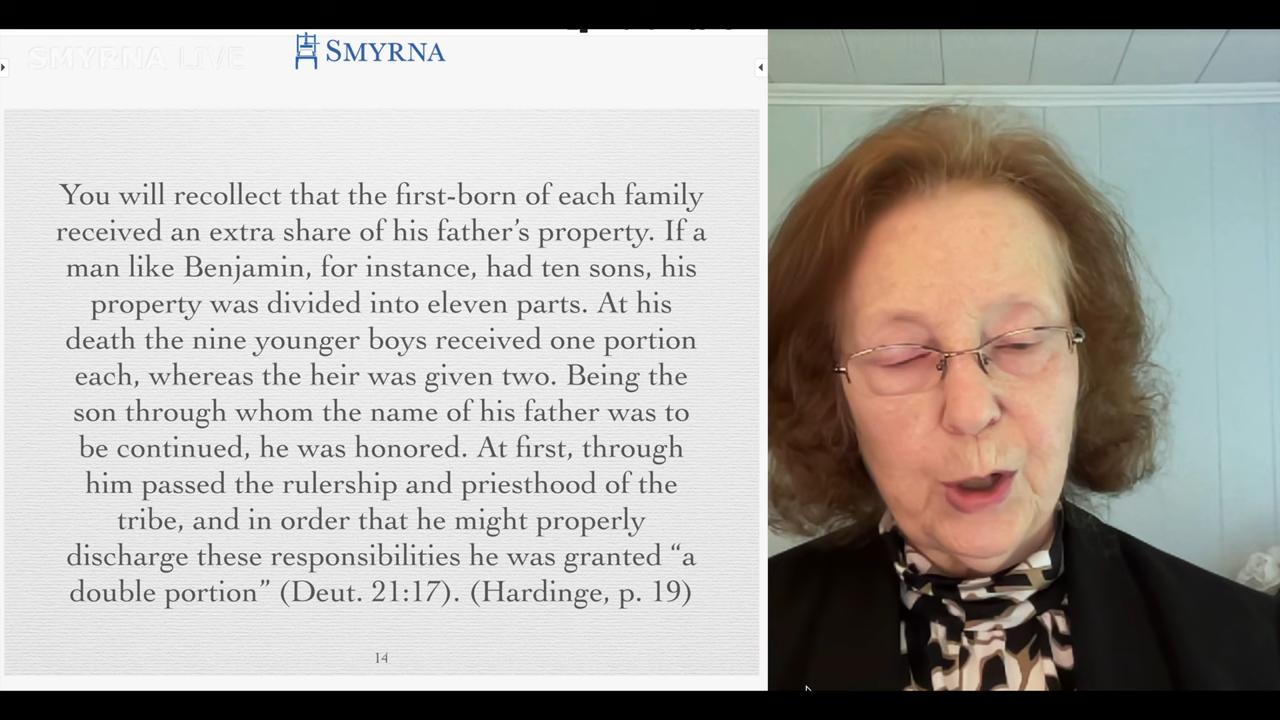 SMYRNA LIVE
SMYRNA
You will recollect that the first-born of each family
received an extra share of his father’s property. If a
man like Benjamin, for instance, had ten sons, his
property was divided into eleven parts. At his
death the nine younger boys received one portion
each, whereas the heir was given two. Being the
son through whom the name of his father was to
be continued, he was honored. At first, through
him passed the rulership and priesthood of the
tribe, and in order that he might properly
discharge these responsibilities he was granted “a
double portion” (Deut. 21:17). (Hardinge, p. 19)
14